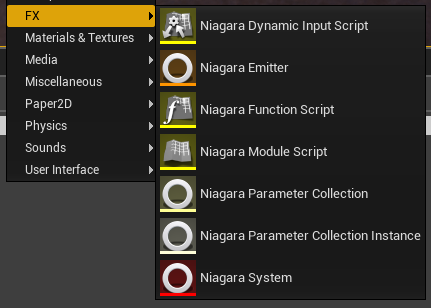 FX
Materials & Textures
Media
Miscellaneous
Paper2D
Physics
Sounds
User Interface
Niagara Dynamic Input Script
Niagara Emitter
Niagara Function Script
Niagara Module Script
Niagara Parameter Collection
Niagara Parameter Collection Instance
Niagara System